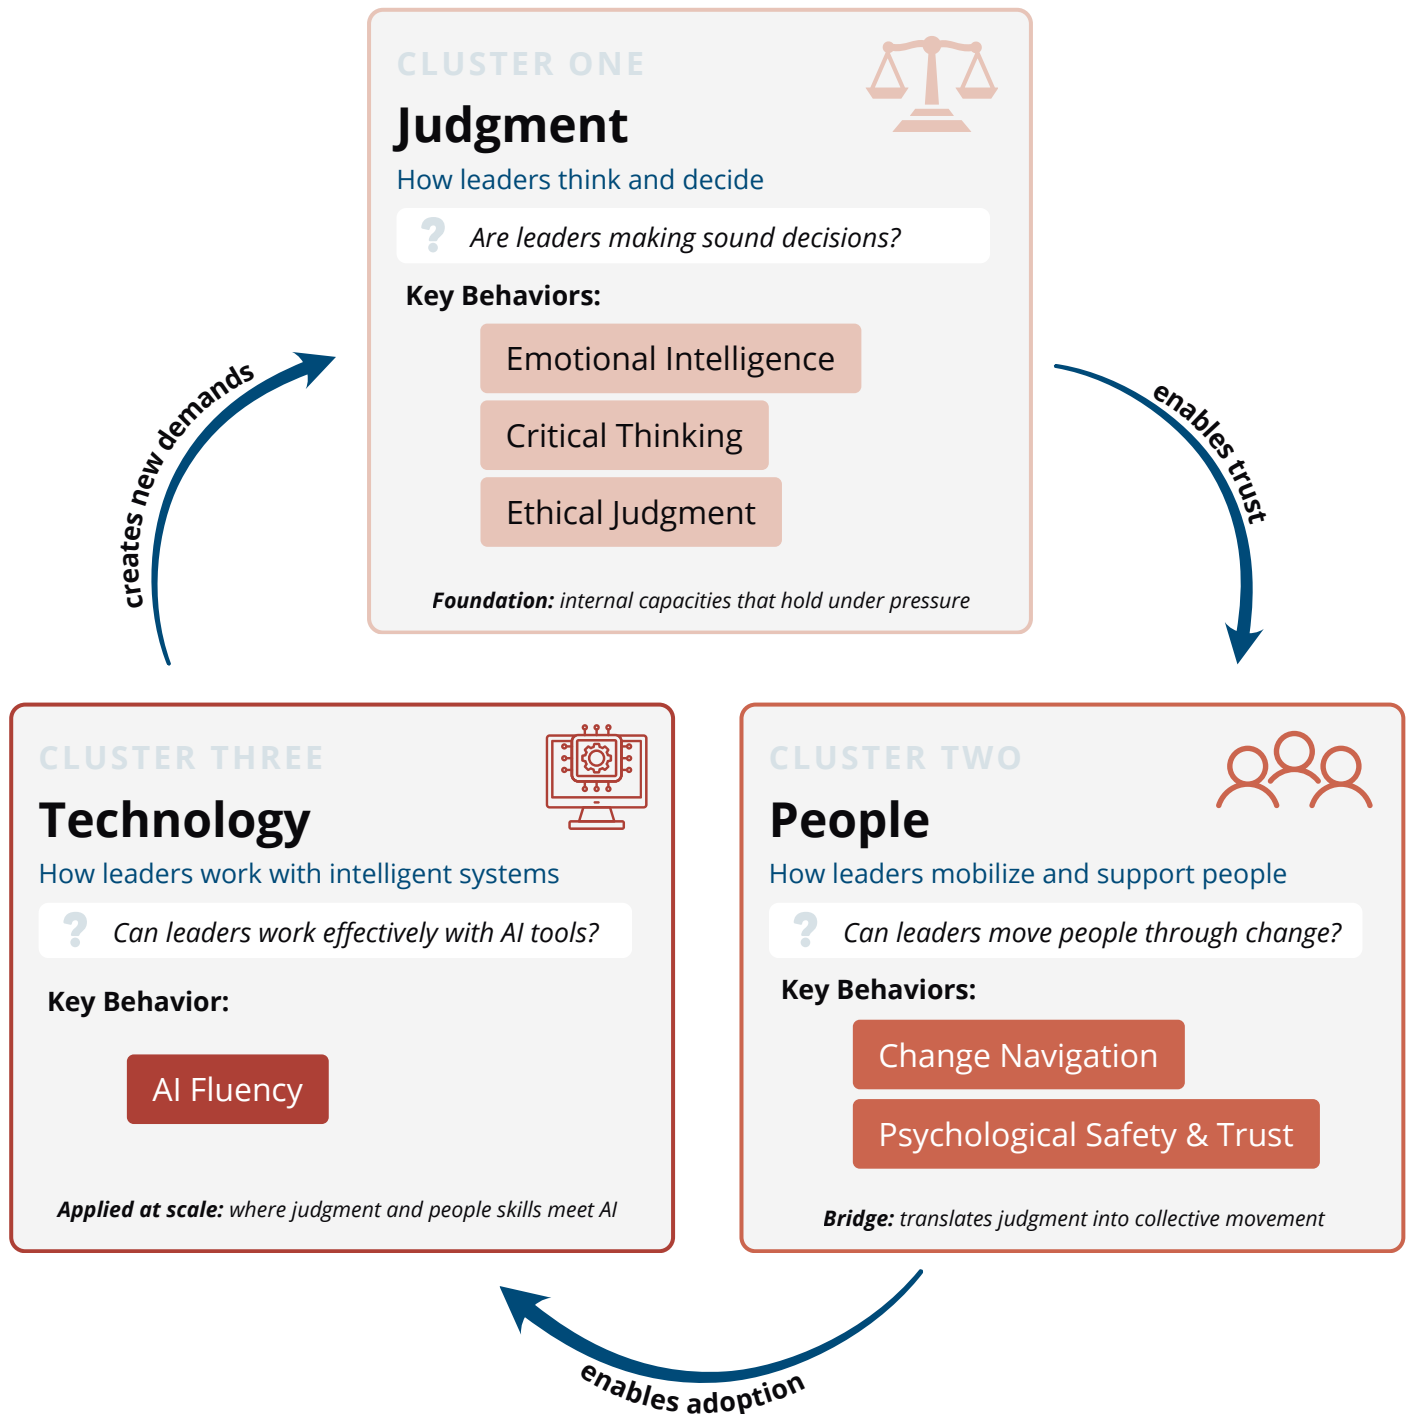 CLUSTER ONE
Judgment
How leaders think and decide
? Are leaders making sound decisions?
Key Behaviors:
Emotional Intelligence
Critical Thinking
Ethical Judgment
Foundation: internal capacities that hold under pressure
enables trust
CLUSTER TWO
People
How leaders mobilize and support people
? Can leaders move people through change?
Key Behaviors:
Change Navigation
Psychological Safety & Trust
Bridge: translates judgment into collective movement
enables adoption
CLUSTER THREE
Technology
How leaders work with intelligent systems
? Can leaders work effectively with AI tools?
Key Behavior:
AI Fluency
Applied at scale: where judgment and people skills meet AI
creates new demands